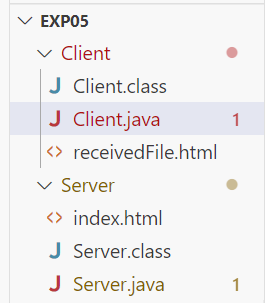 EXP05
Client
Client.class
Client.java 1
receivedFile.html
Server
index.html
Server.class
Server.java 1